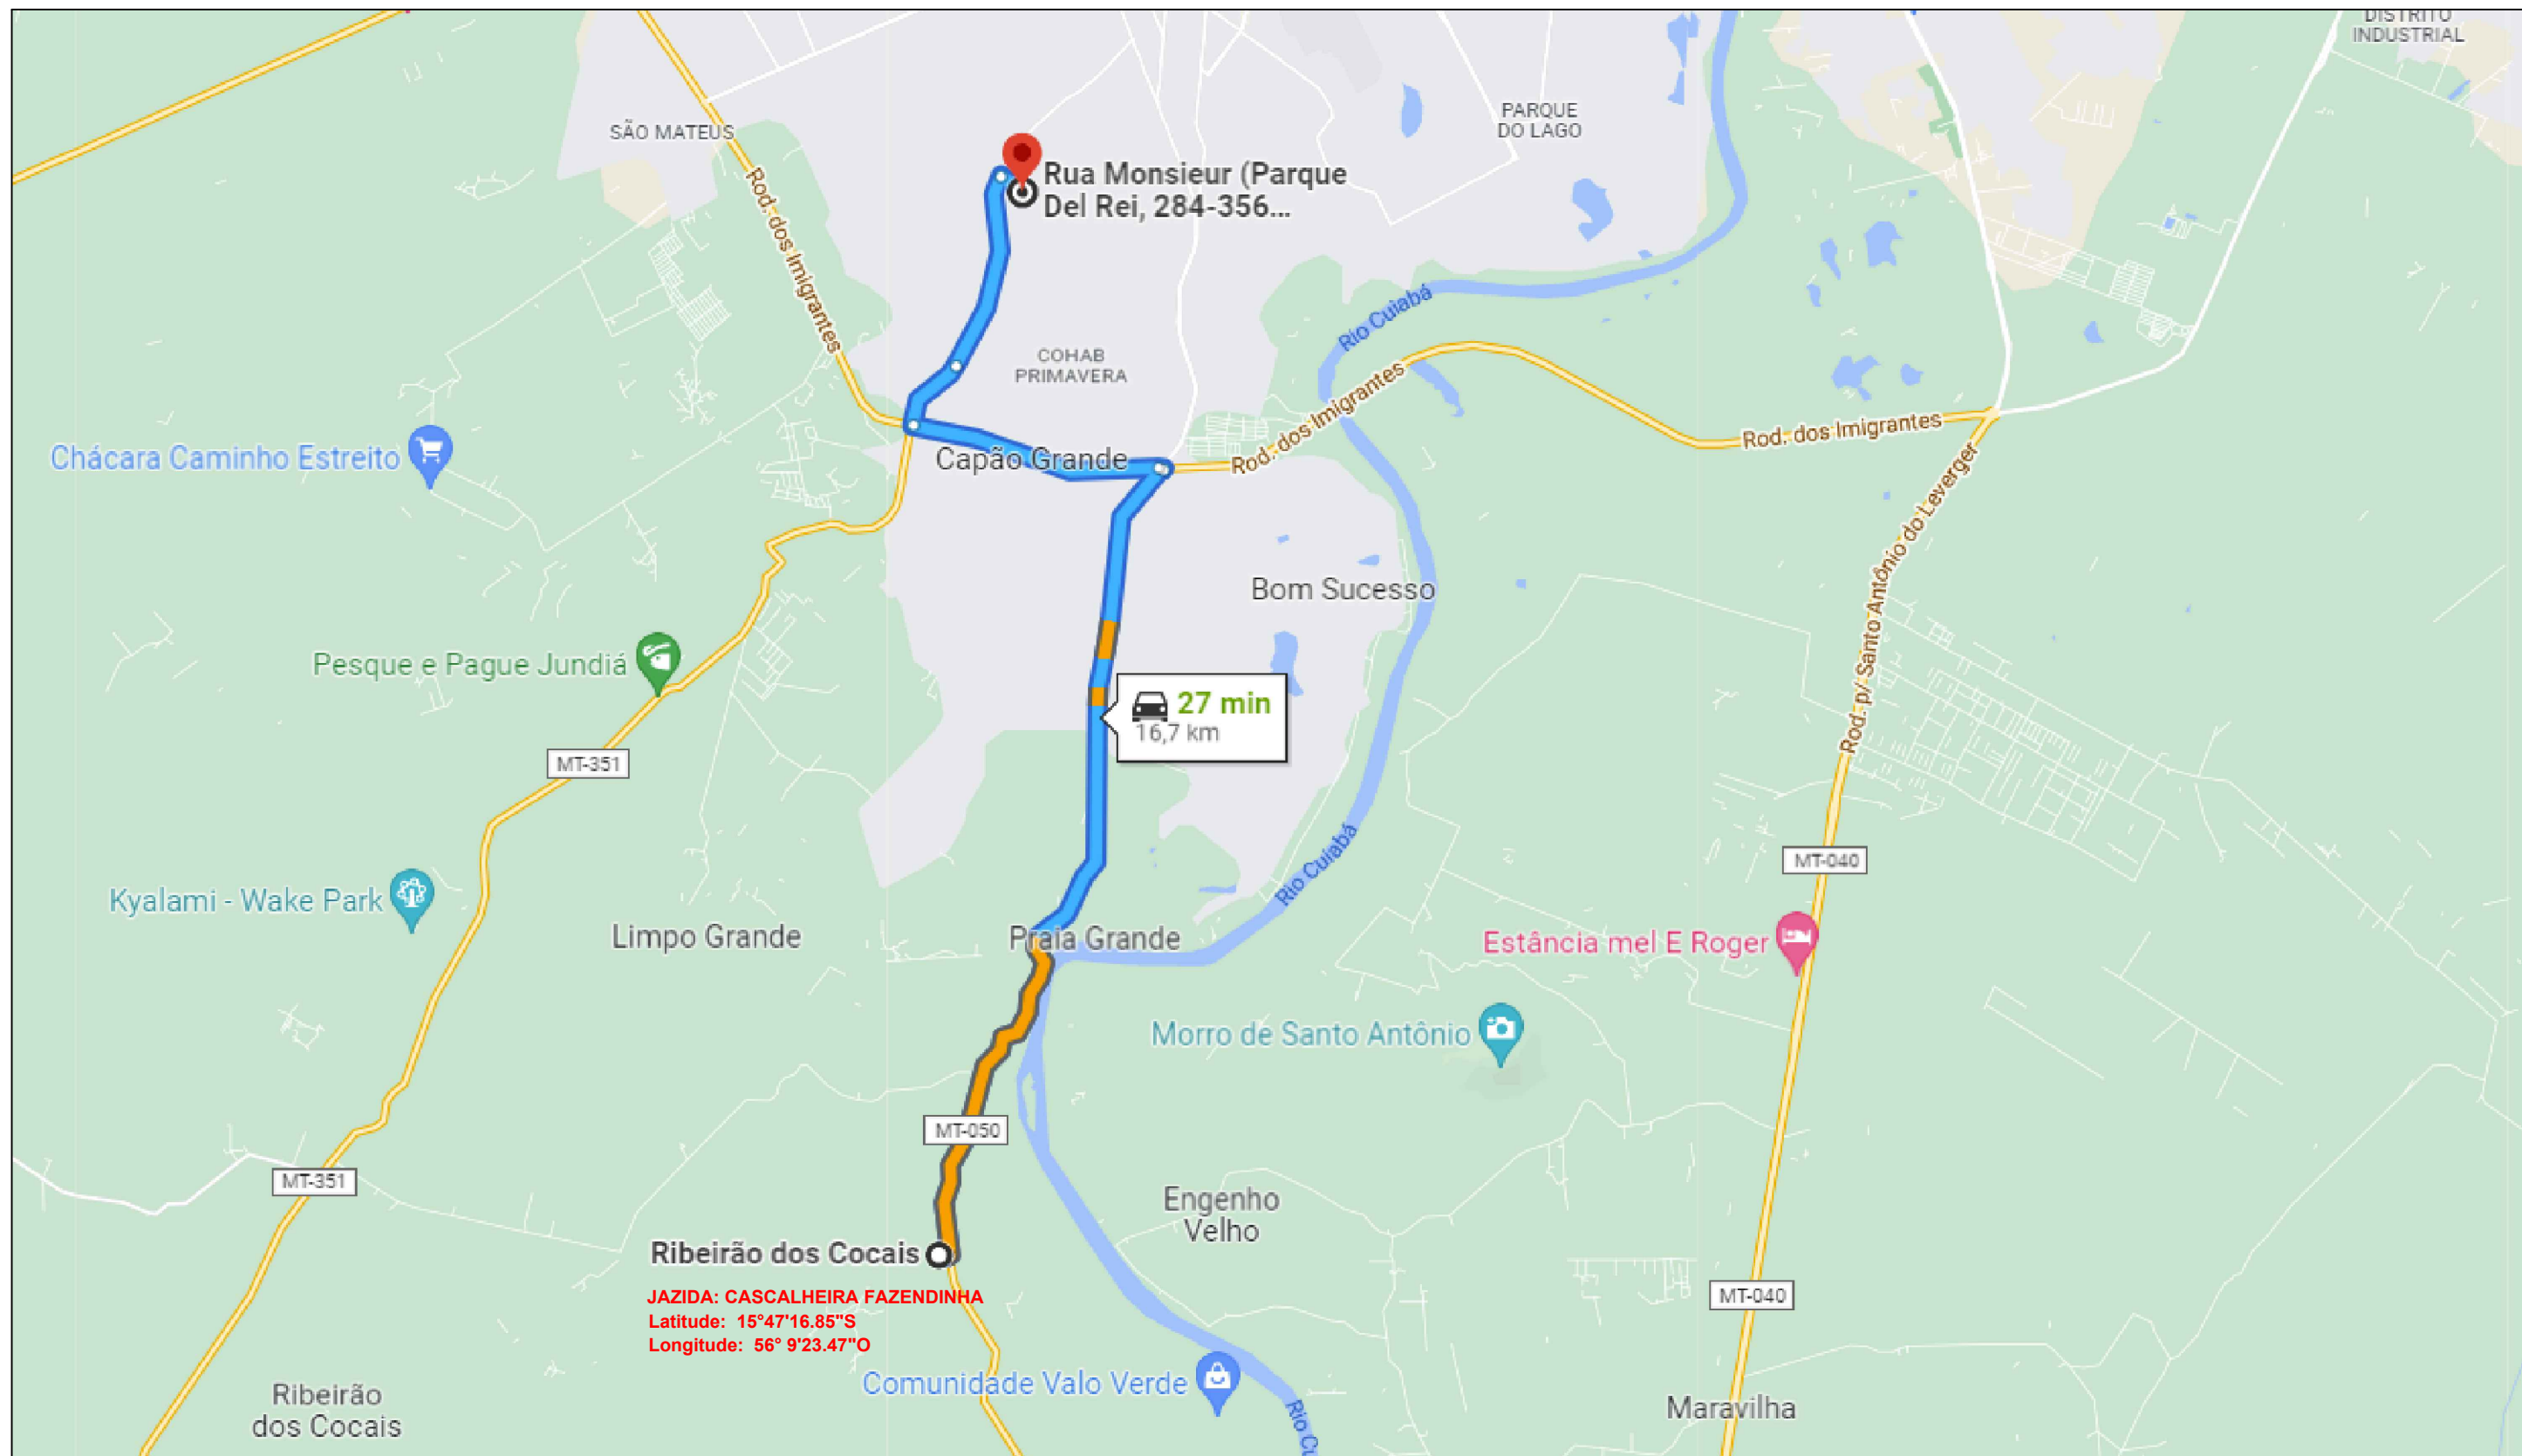 DISTRITO
INDUSTRIAL
PARQUE
DO LAGO
SÃO MATEUS
Rua Monsieur (Parque
Del Rei, 284-356...
Rod. dos Imigrantes
Rio Cuiabá
COHAB
PRIMAVERA
Rod. dos Imigrantes
Rod. dos Imigrantes
Chácara Caminho Estreito
Capão Grande
Rod. p/ Santo Antônio do Leverger
Bom Sucesso
Pesque e Pague Jundiá
27 min
16,7 km
MT-351
Rio Cuiabá
MT-040
Kyalami - Wake Park
Limpo Grande
Praia Grande
Estância mel E Roger
Morro de Santo Antônio
MT-050
MT-351
Engenho
Velho
Ribeirão dos Cocais
JAZIDA: CASCALHEIRA FAZENDINHA
Latitude: 15°47'16.85"S
Longitude: 56° 9'23.47"O
MT-040
Comunidade Valo Verde
Ribeirão
dos Cocais
Maravilha
Rio Cu